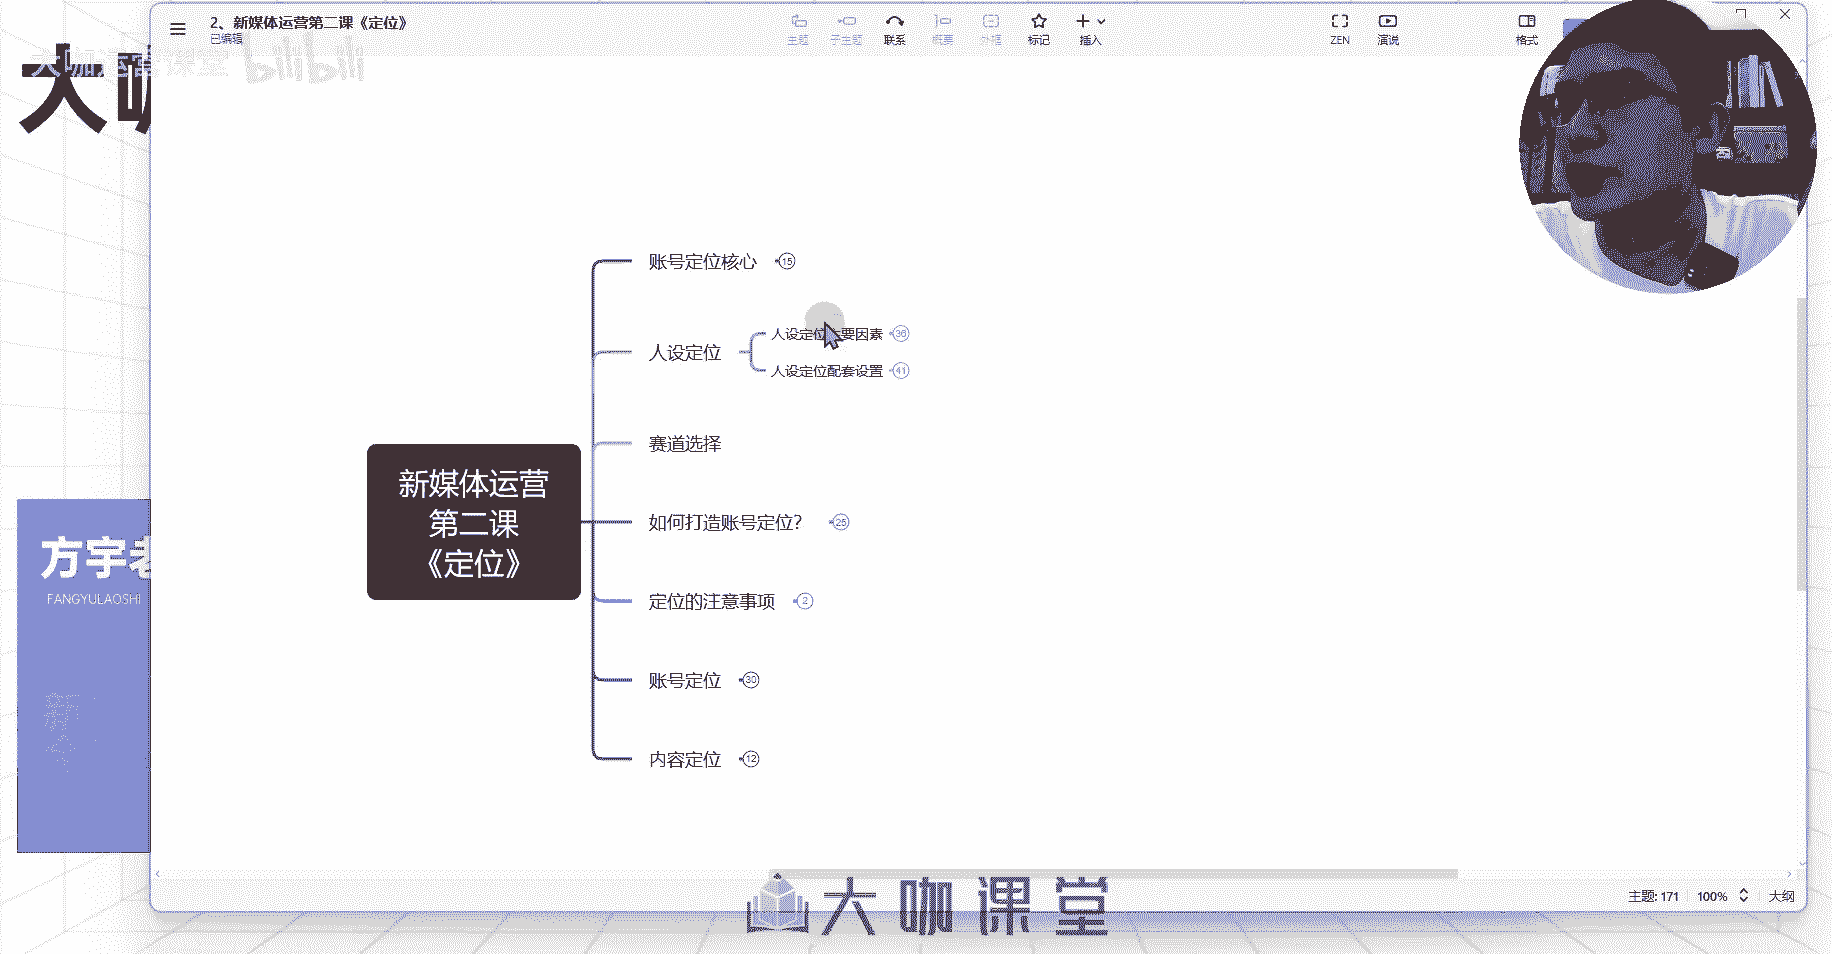 2、新媒体运营第二课《定位》
已编辑
主题
子主题
联系
概要
外框
标记
插入
ZEN
演说
格式
大咖运营课堂
bilibili
大咖
账号定位核心 15
人设定位
人设定位主要因素 36
人设定位配套设置 41
赛道选择
新媒体运营
第二课
《定位》
如何打造账号定位? 25
定位的注意事项 2
账号定位 30
内容定位 12
方宇老
FANGYULAOSHI
新
主题: 171
100%
大纲
大咖课堂